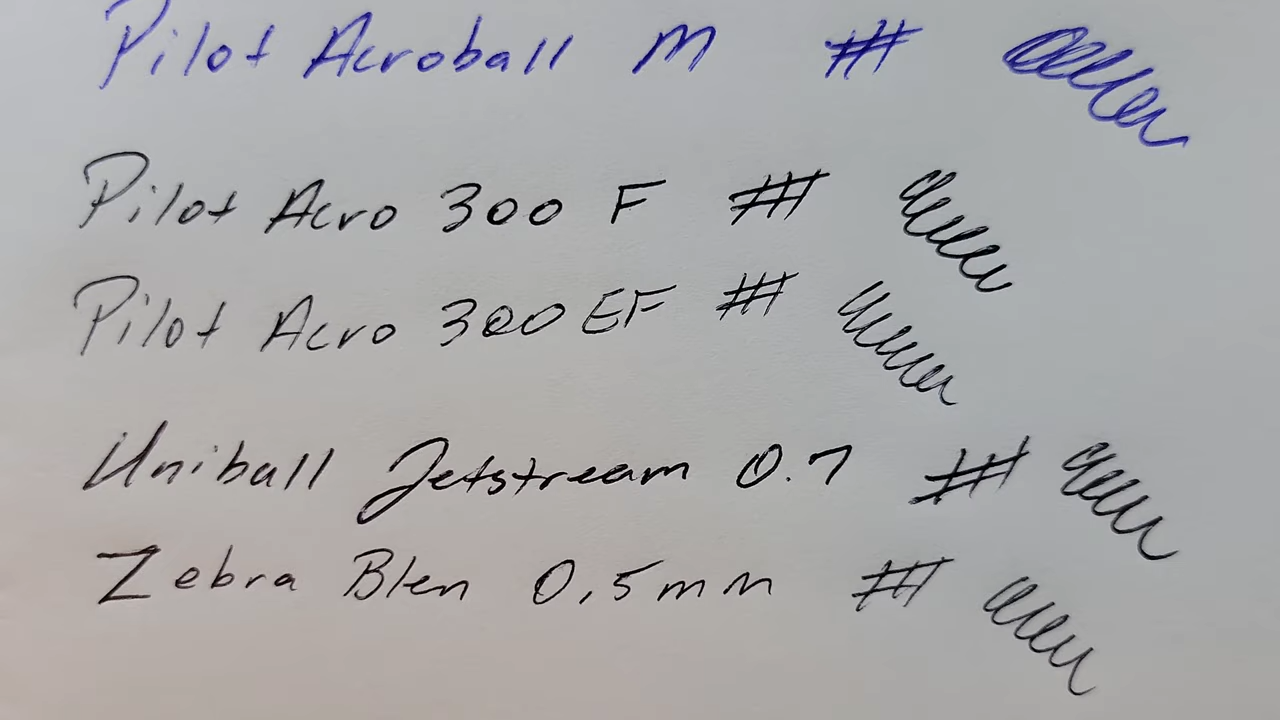 Pilot Acroball M #
Pilot Acro 300 F #
Pilot Acro 300 EF #
Uniball Jetstream 0.7 #
Zebra Blen 0.5mm #